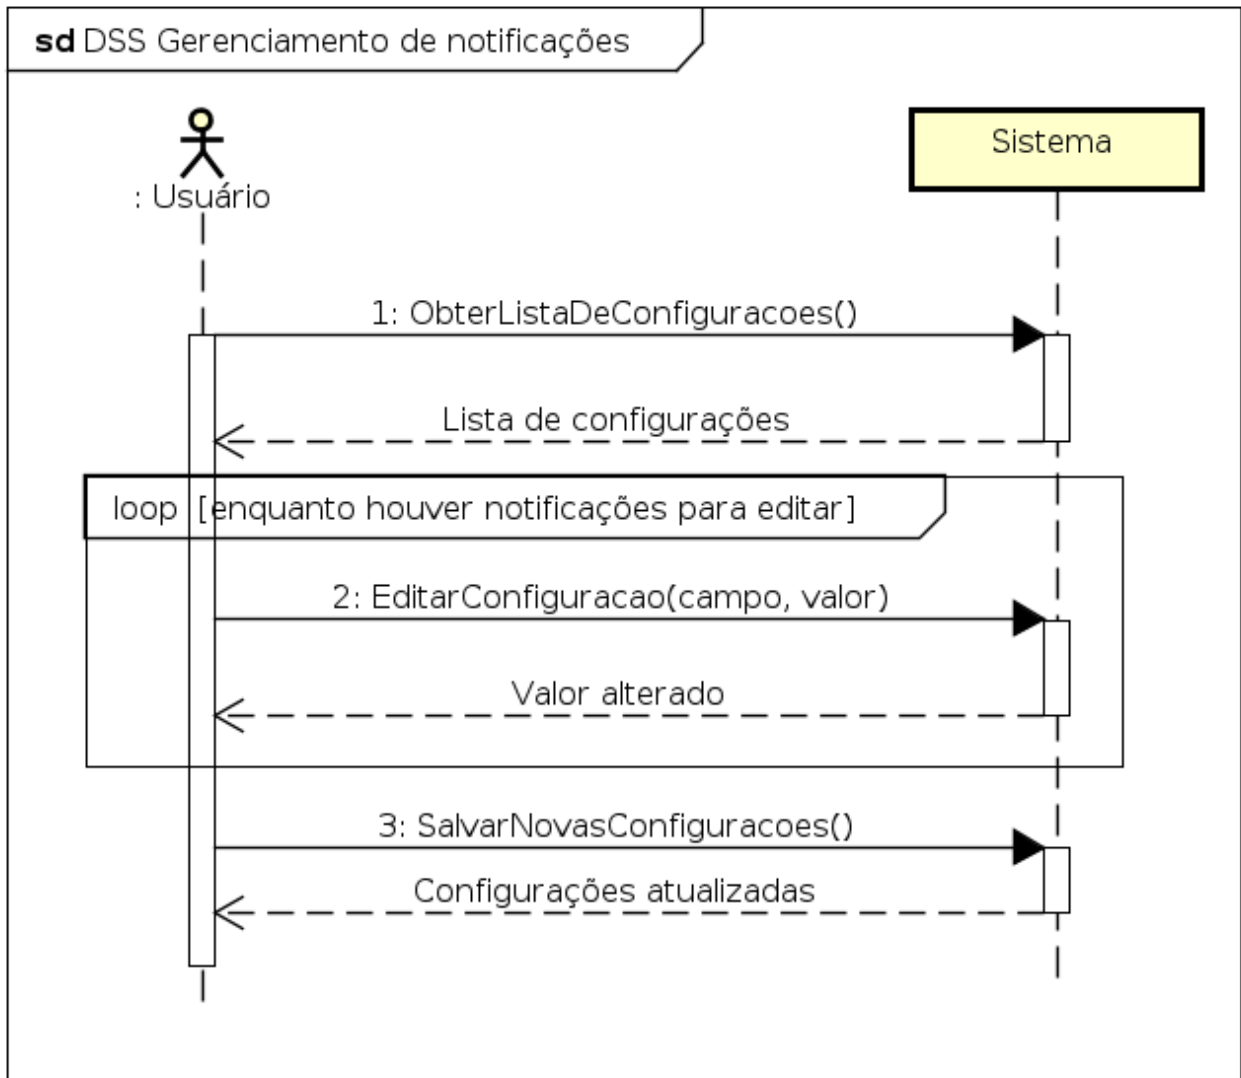 sd DSS Gerenciamento de notificações
: Usuário
Sistema
1: ObterListaDeConfiguracoes()
Lista de configurações
loop [enquanto houver notificações para editar]
2: EditarConfiguracao(campo, valor)
Valor alterado
3: SalvarNovasConfiguracoes()
Configurações atualizadas